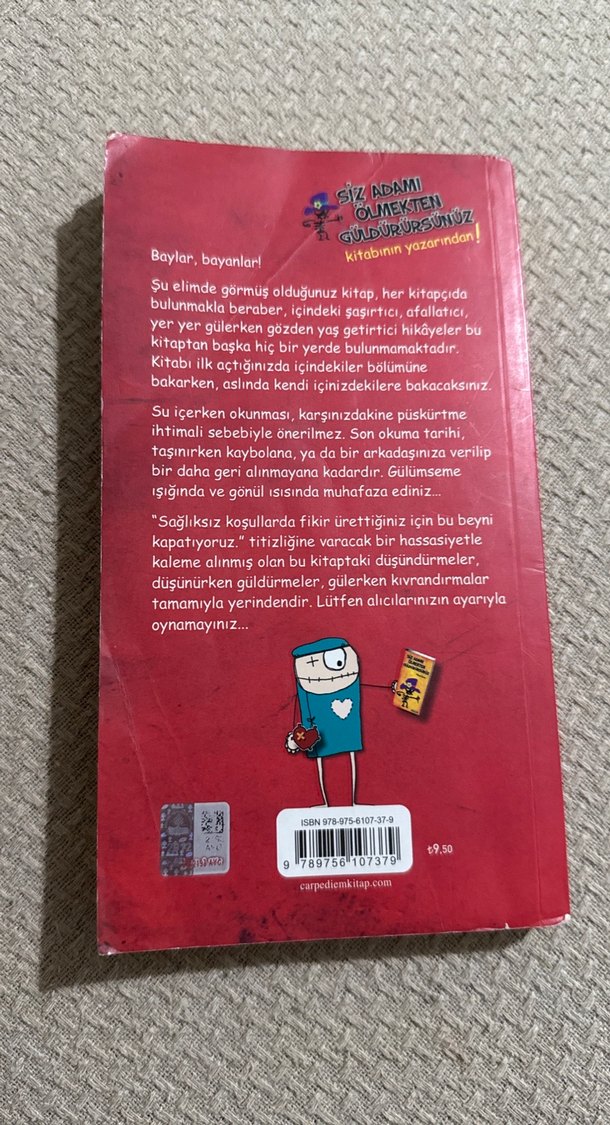 SİZ ADAMI
ÖLMEKTEN
GÜLDÜRÜRSÜNÜZ
kitabının yazarından!
Baylar, bayanlar!
Şu elimde görmüş olduğunuz kitap, her kitapçıda
bulunmakla beraber, içindeki şaşırtıcı, afallatıcı,
yer yer gülerken gözden yaş getirtici hikâyeler bu
kitaptan başka hiç bir yerde bulunmamaktadır.
Kitabı ilk açtığınızda içindekiler bölümüne
bakarken, aslında kendi içinizdekilere bakacaksınız.
Su içerken okunması, karşınızdakine püskürtme
ihtimali sebebiyle önerilmez. Son okuma tarihi,
taşınırken kaybolana, ya da bir arkadaşınıza verilip
bir daha geri alınmayana kadardır. Gülümseme
ışığında ve gönül ısısında muhafaza ediniz...
“Sağlıksız koşullarda fikir ürettiğiniz için bu beyni
kapatıyoruz.” titizliğine varacak bir hassasiyetle
kaleme alınmış olan bu kitaptaki düşündürmeler,
düşünürken güldürmeler, gülerken kıvrandırmalar
tamamıyla yerindendir. Lütfen alıcılarınızın ayarıyla
oynamayınız...
SİZ ADAMI
ÖLMEKTEN
GÜLDÜRÜRSÜNÜZ
ISBN 978-975-6107-37-9
9 789756 107379
₺9,50
carpediemkitap.com